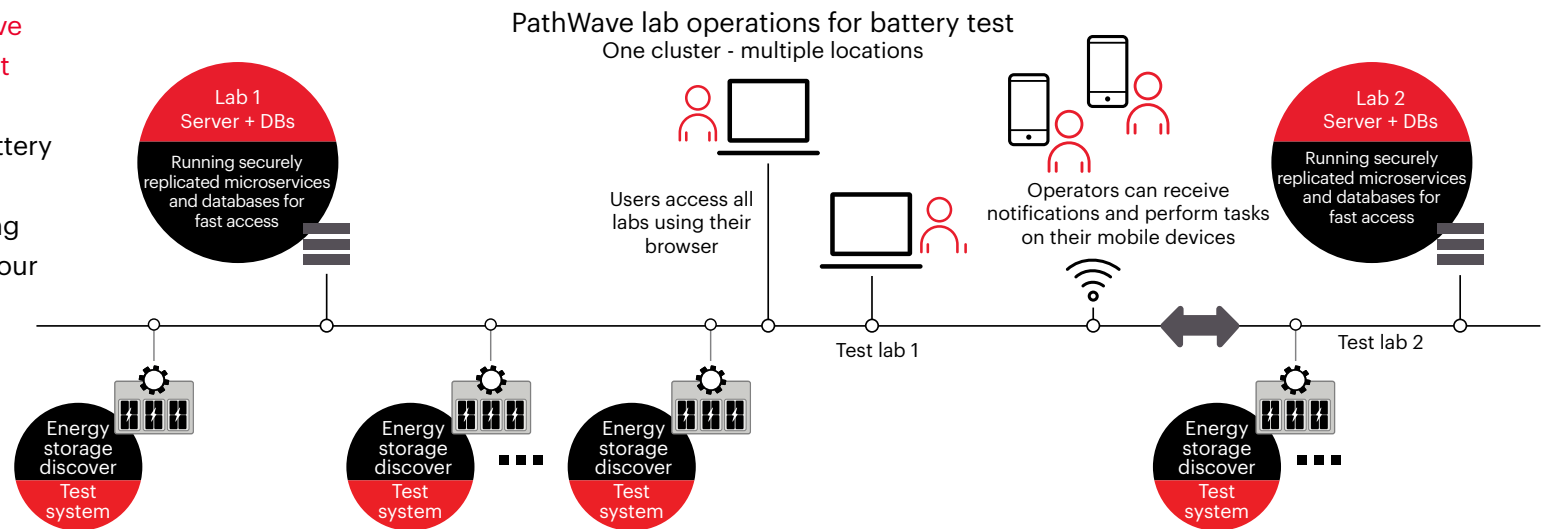 PathWave lab operations for battery test
One cluster - multiple locations
ve
t
ttery
ng
our
Lab 1
Server + DBs
Running securely
replicated microservices
and databases for
fast access
Users access all
labs using their
browser
Operators can receive
notifications and perform tasks
on their mobile devices
Lab 2
Server + DBs
Running securely
replicated microservices
and databases for
fast access
Test lab 1
Test lab 2
Energy
storage
discover
Test
system
Energy
storage
discover
Test
system
Energy
storage
discover
Test
system
Energy
storage
discover
Test
system